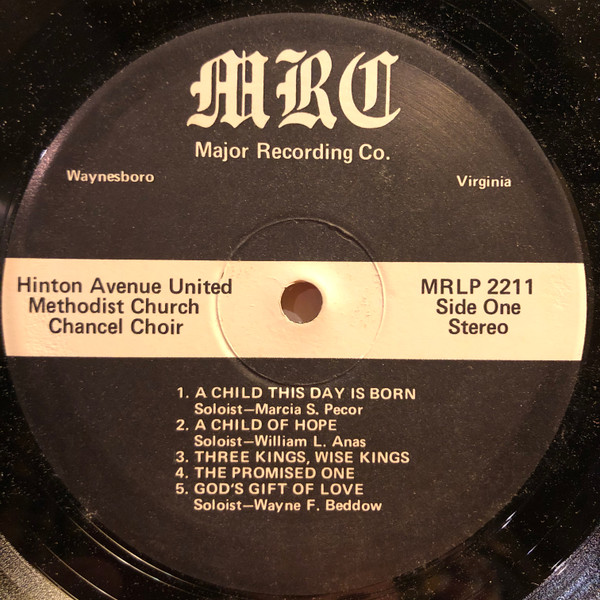 MRC
Major Recording Co.
Waynesboro
Virginia
Hinton Avenue United
Methodist Church
Chancel Choir
MRLP 2211
Side One
Stereo
1. A CHILD THIS DAY IS BORN
Soloist—Marcia S. Pecor
2. A CHILD OF HOPE
Soloist—William L. Anas
3. THREE KINGS, WISE KINGS
4. THE PROMISED ONE
5. GOD'S GIFT OF LOVE
Soloist—Wayne F. Beddow